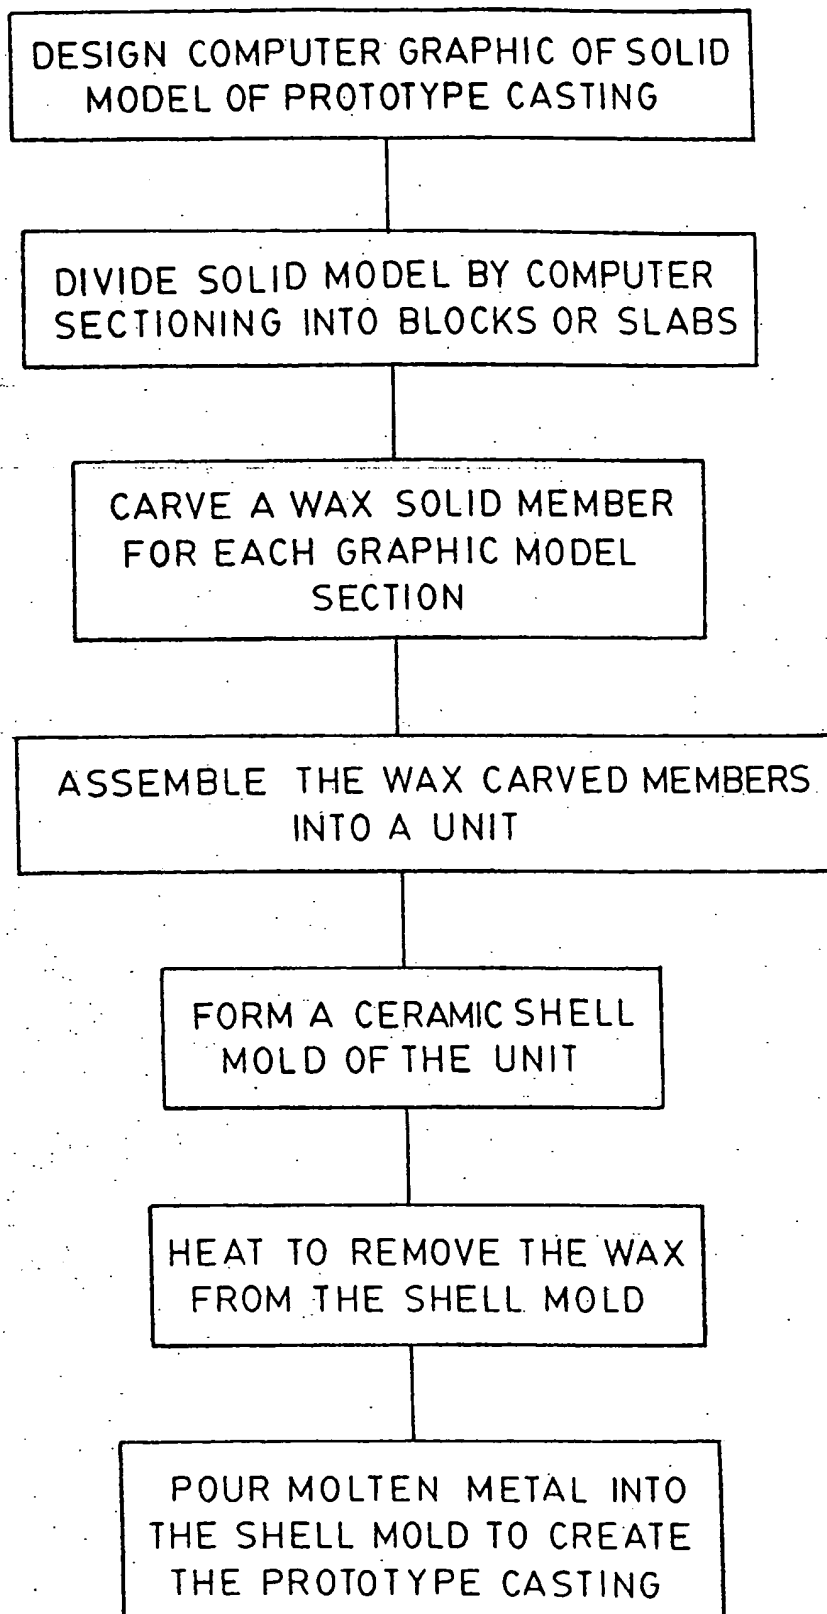 DESIGN COMPUTER GRAPHIC OF SOLID
MODEL OF PROTOTYPE CASTING
DIVIDE SOLID MODEL BY COMPUTER
SECTIONING INTO BLOCKS OR SLABS
CARVE A WAX SOLID MEMBER
FOR EACH GRAPHIC MODEL
SECTION
ASSEMBLE THE WAX CARVED MEMBERS
INTO A UNIT
FORM A CERAMIC SHELL
MOLD OF THE UNIT
HEAT TO REMOVE THE WAX
FROM THE SHELL MOLD
POUR MOLTEN METAL INTO
THE SHELL MOLD TO CREATE
THE PROTOTYPE CASTING